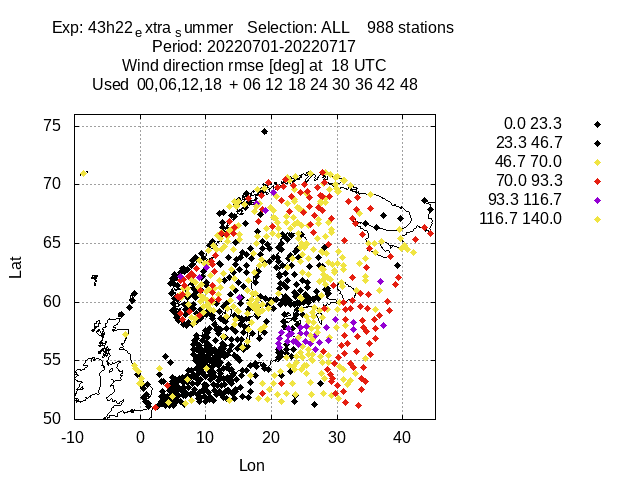 Exp: 43h22extrasummer Selection: ALL 988 stations
Period: 20220701-20220717
Wind direction rmse [deg] at 18 UTC
Used 00,06,12,18 + 06 12 18 24 30 36 42 48
0.0 23.3
23.3 46.7
46.7 70.0
70.0 93.3
93.3 116.7
116.7 140.0
75
70
65
60
55
50
Lat
-10 0 10 20 30 40
Lon